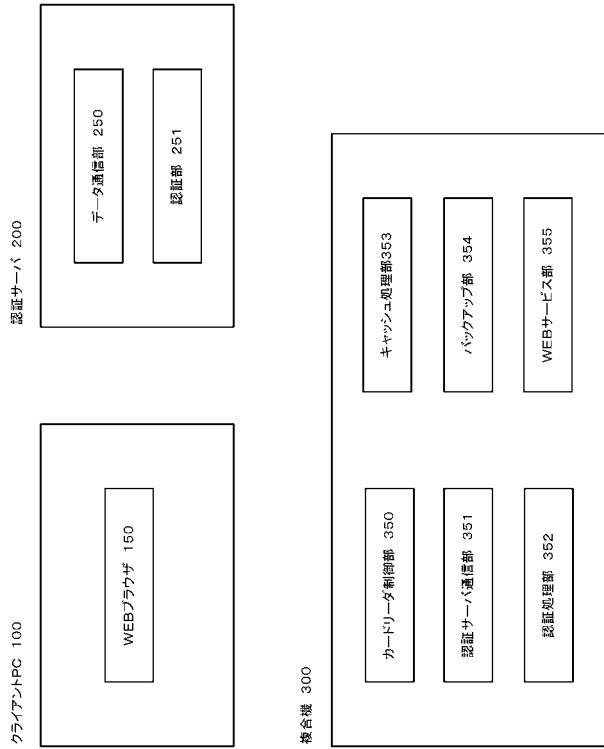 クライアントPC 100
WEBブラウザ 150
認証サーバ 200
データ通信部 250
認証部 251
複合機 300
カードリーダ制御部 350
認証サーバ通信部 351
認証処理部 352
キャッシュ処理部353
バックアップ部 354
WEBサービス部 355